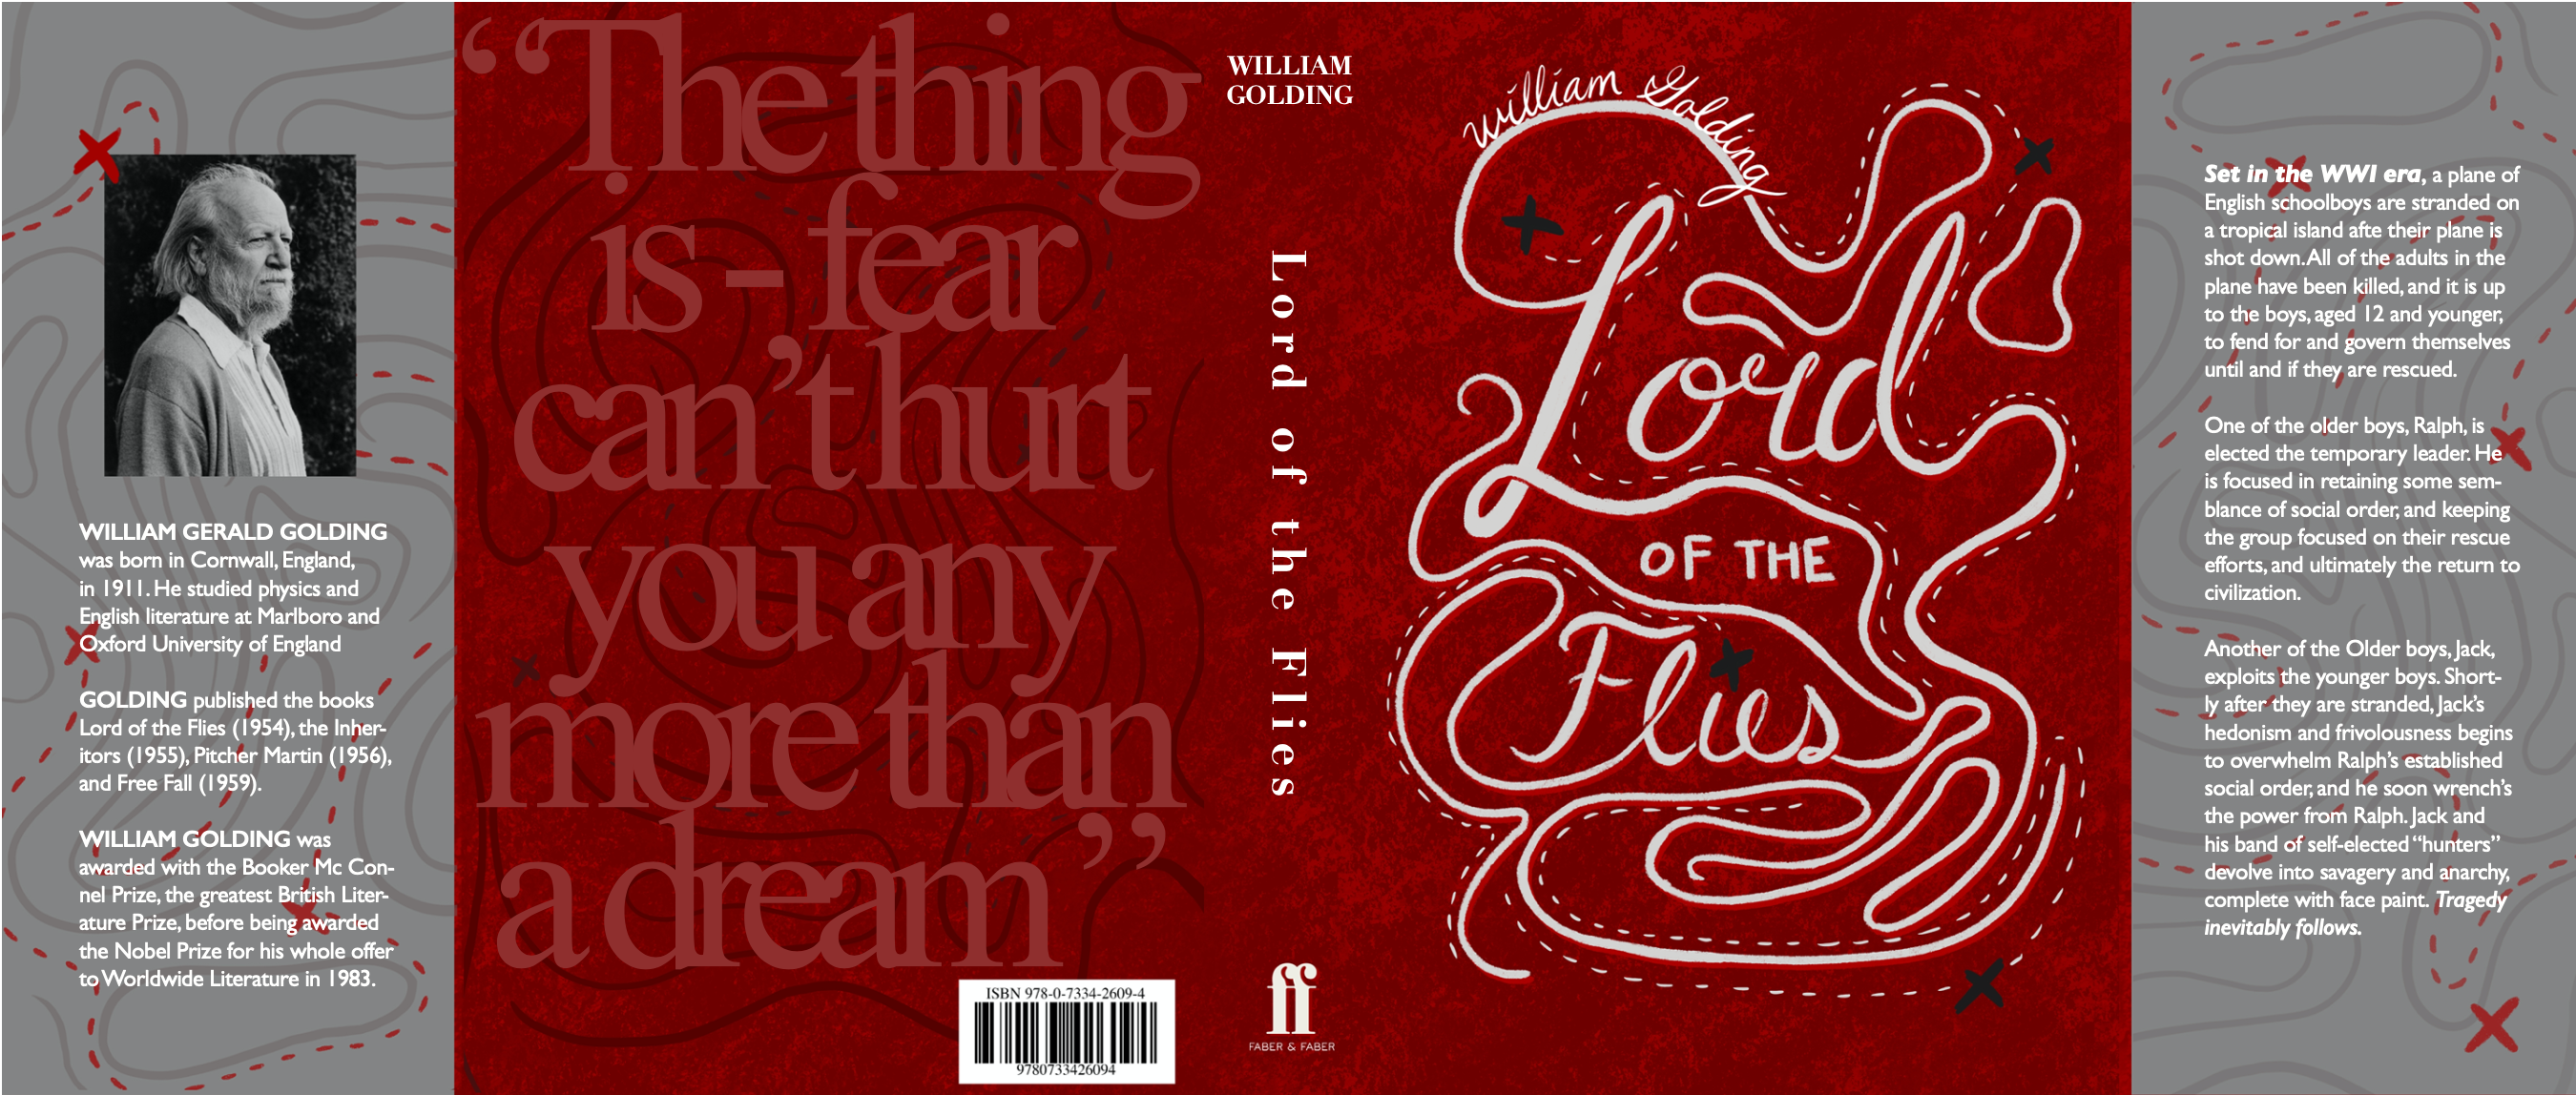 WILLIAM GERALD GOLDING
was born in Cornwall, England,
in 1911. He studied physics and
English literature at Marlboro and
Oxford University of England
GOLDING published the books
Lord of the Flies (1954), the Inher-
itors (1955), Pitcher Martin (1956),
and Free Fall (1959).
WILLIAM GOLDING was
awarded with the Booker Mc Con-
nel Prize, the greatest British Liter-
ature Prize, before being awarded
the Nobel Prize for his whole offer
to Worldwide Literature in 1983.
“The thing
is - fear
can’t hurt
you any
more than
a dream”
ISBN 978-0-7334-2609-4
9780733426094
WILLIAM
GOLDING
Lord of the Flies
ff
FABER & FABER
William Golding
Lord
OF THE
Flies
Set in the WWI era, a plane of
English schoolboys are stranded on
a tropical island afte their plane is
shot down. All of the adults in the
plane have been killed, and it is up
to the boys, aged 12 and younger,
to fend for and govern themselves
until and if they are rescued.
One of the older boys, Ralph, is
elected the temporary leader. He
is focused in retaining some sem-
blance of social order, and keeping
the group focused on their rescue
efforts, and ultimately the return to
civilization.
Another of the Older boys, Jack,
exploits the younger boys. Short-
ly after they are stranded, Jack’s
hedonism and frivolousness begins
to overwhelm Ralph’s established
social order, and he soon wrench’s
the power from Ralph. Jack and
his band of self-elected “hunters”
devolve into savagery and anarchy,
complete with face paint. Tragedy
inevitably follows.